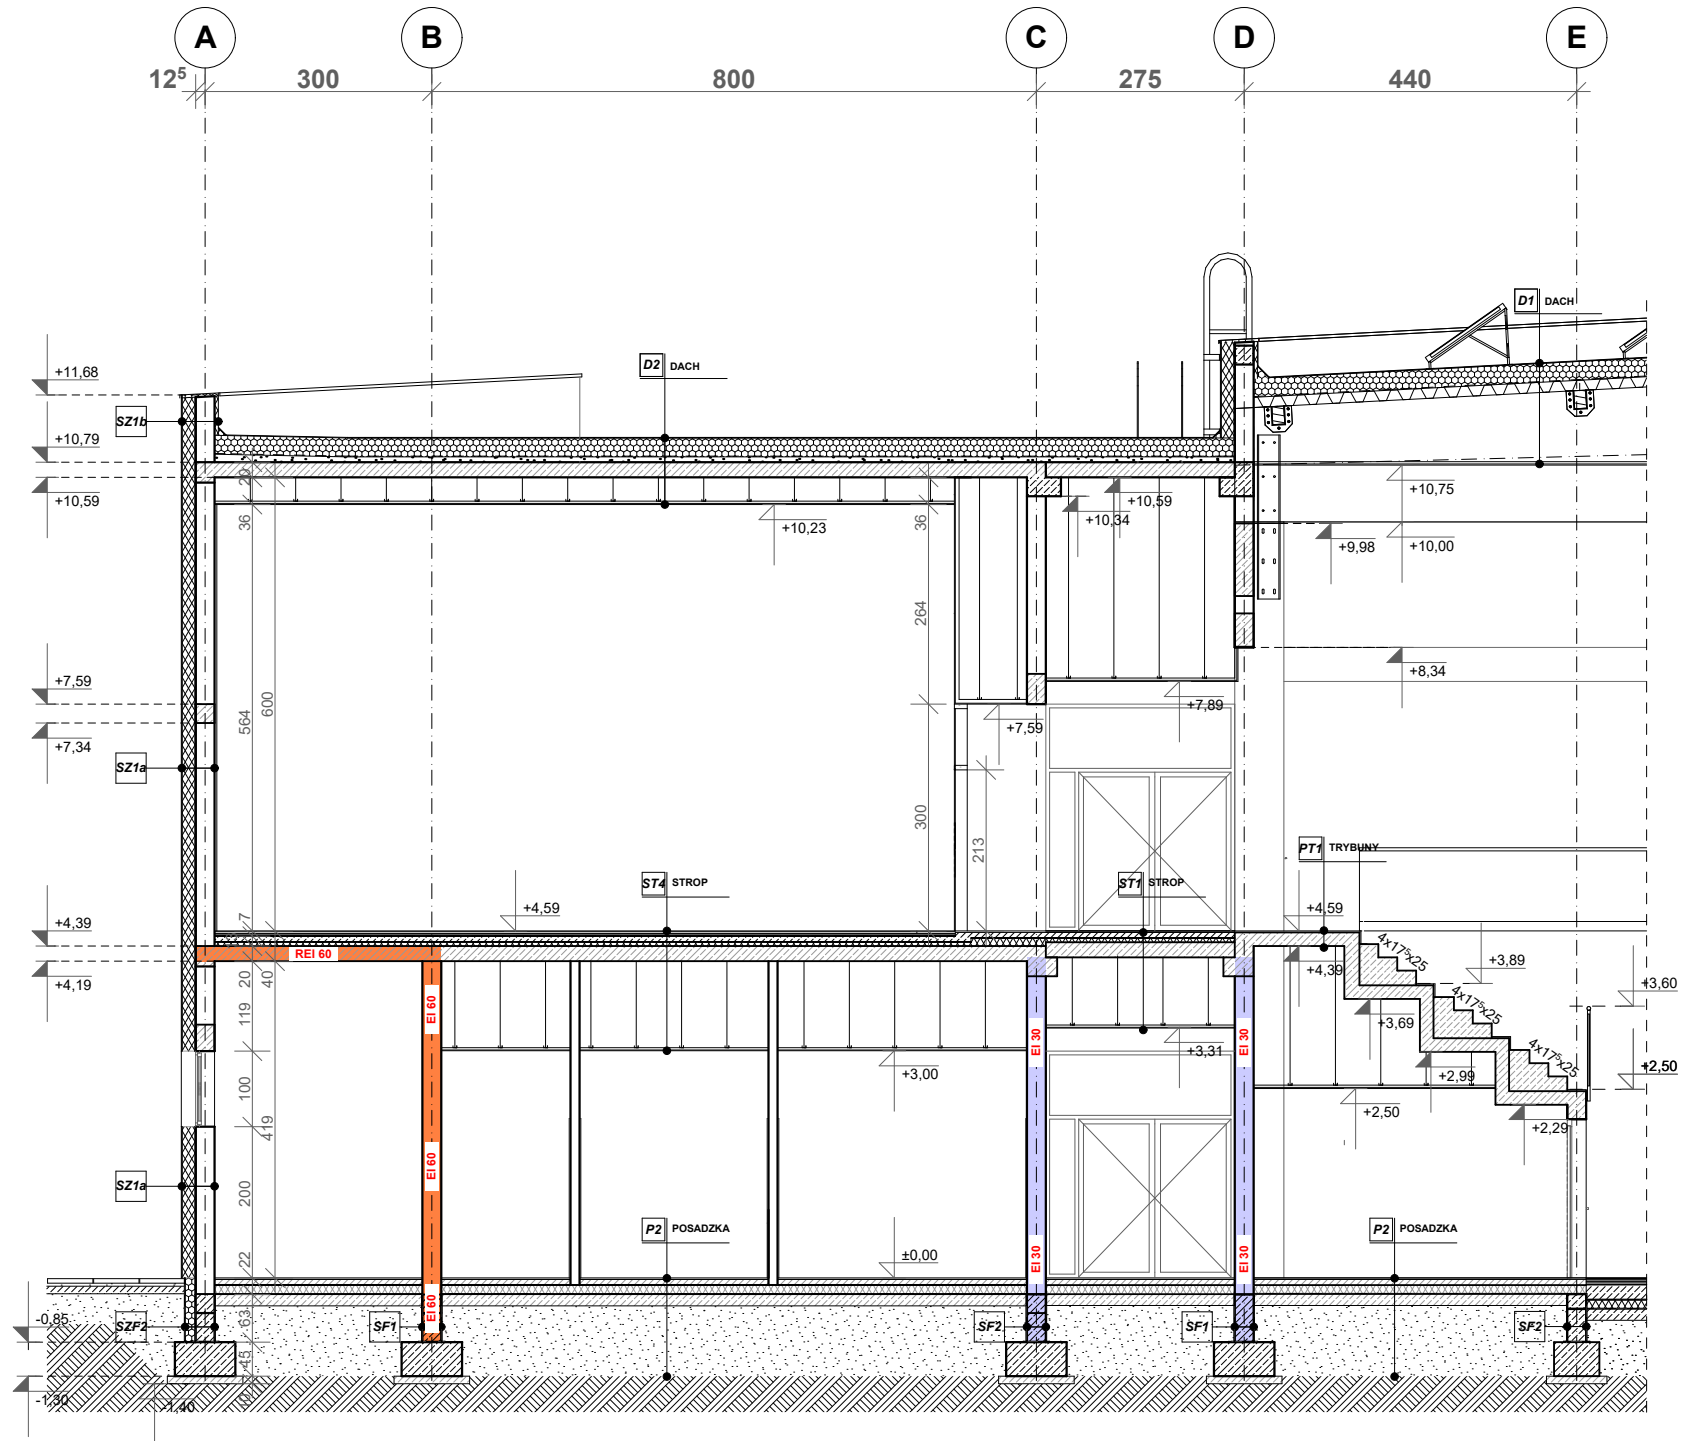 A B C D E
12⁵ 300 800 275 440
D1 DACH
D2 DACH
+11,68
SZ1b
+10,79
20
+10,59
+10,75
+10,59
+10,34
36
36
+10,23
+9,98
+10,00
264
+8,34
+7,59
+7,89
+7,59
564
600
+7,34
SZ1a
300
213
PT1 TRYBUNY
ST4 STROP
ST1 STROP
+4,59
+4,59
7
+4,39
REI 60
+4,39
4x17⁵x25
+3,89
20
40
+4,19
+3,60
4x17⁵x25
EI 60
119
+3,69
EI 30
EI 30
+3,31
4x17⁵x25
+3,00
+2,99
+2,50
100
+2,50
419
+2,29
EI 60
SZ1a
200
P2 POSADZKA
P2 POSADZKA
±0,00
EI 30
EI 30
22
EI 60
63
-0,85
SZF2
SF1
SF2
SF1
SF2
45
-1,30
10
-1,40